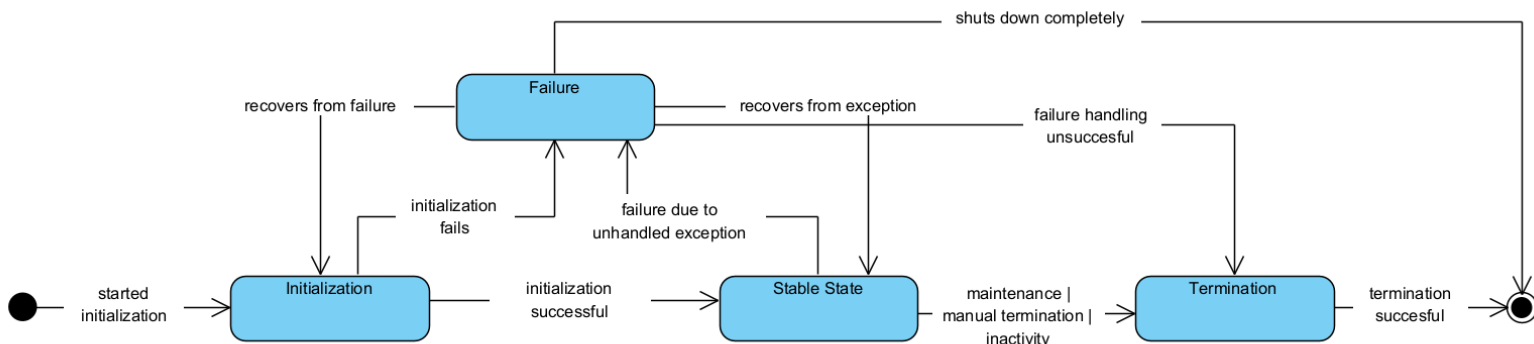 shuts down completely
Failure
recovers from failure
recovers from exception
failure handling
unsuccesful
initialization
fails
failure due to
unhandled exception
Initialization
Stable State
Termination
started
initialization
initialization
successful
maintenance |
manual termination |
inactivity
termination
succesful